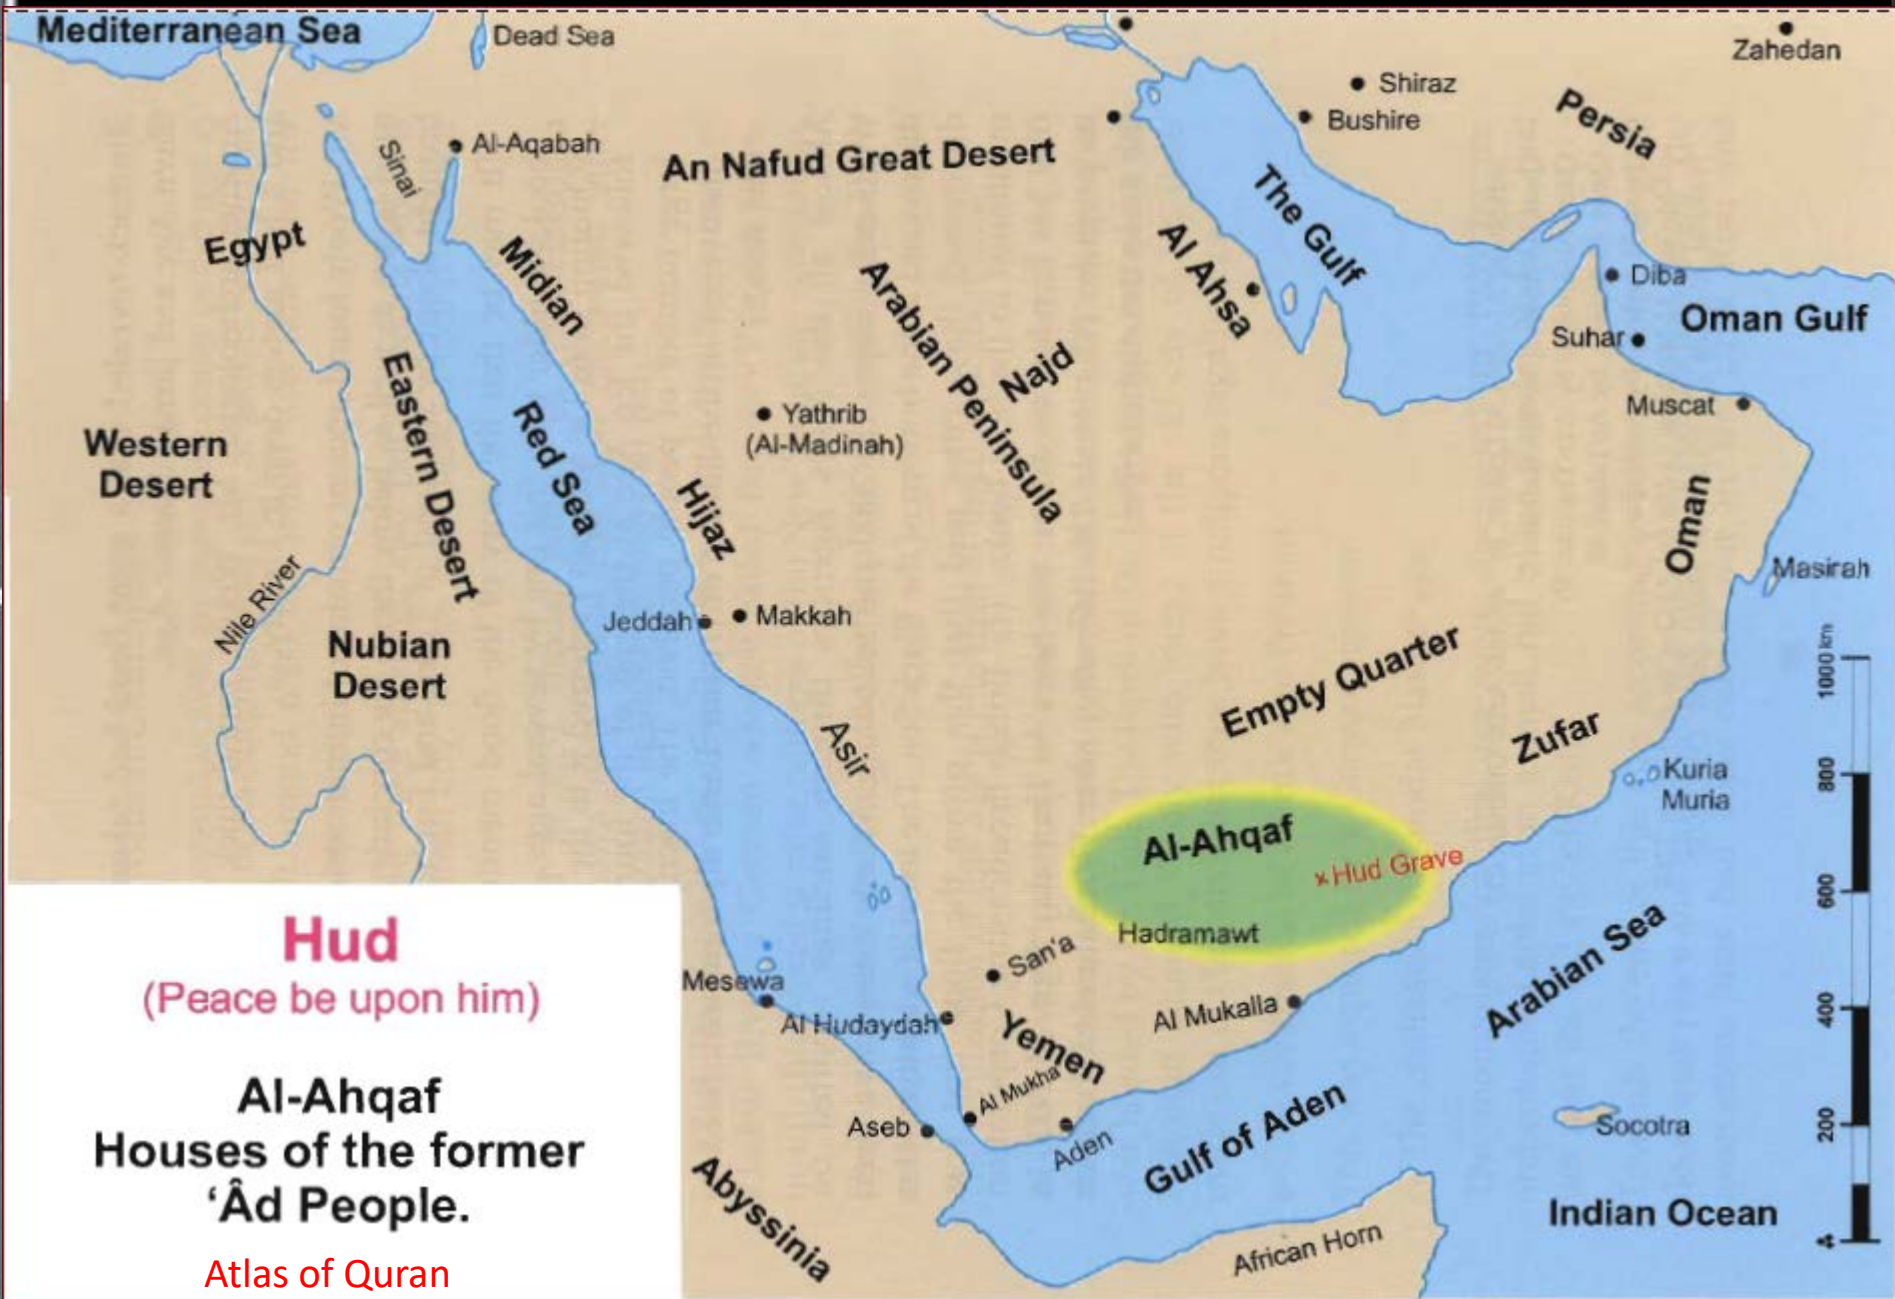 Mediterranean Sea
Dead Sea
Zahedan
Shiraz
Bushire
Persia
Sinai
Al-Aqabah
An Nafud Great Desert
The Gulf
Egypt
Midian
Al Ahsa
Diba
Oman Gulf
Suhar
Muscat
Arabian Peninsula
Najd
Eastern Desert
Red Sea
Yathrib
(Al-Madinah)
Western
Desert
Hijaz
Oman
Masirah
Nile River
Jeddah
Makkah
Nubian
Desert
Empty Quarter
Zufar
Asir
Kuria
Muria
Al-Ahqaf
x Hud Grave
Hadramawt
San'a
Mesewa
Al Hudaydah
Yemen
Al Mukalla
Arabian Sea
Al Mukha
Aseb
Aden
Gulf of Aden
Socotra
Abyssinia
African Horn
Indian Ocean
1000 km
800
600
400
200
Hud
(Peace be upon him)
Al-Ahqaf
Houses of the former
‘Âd People.
Atlas of Quran